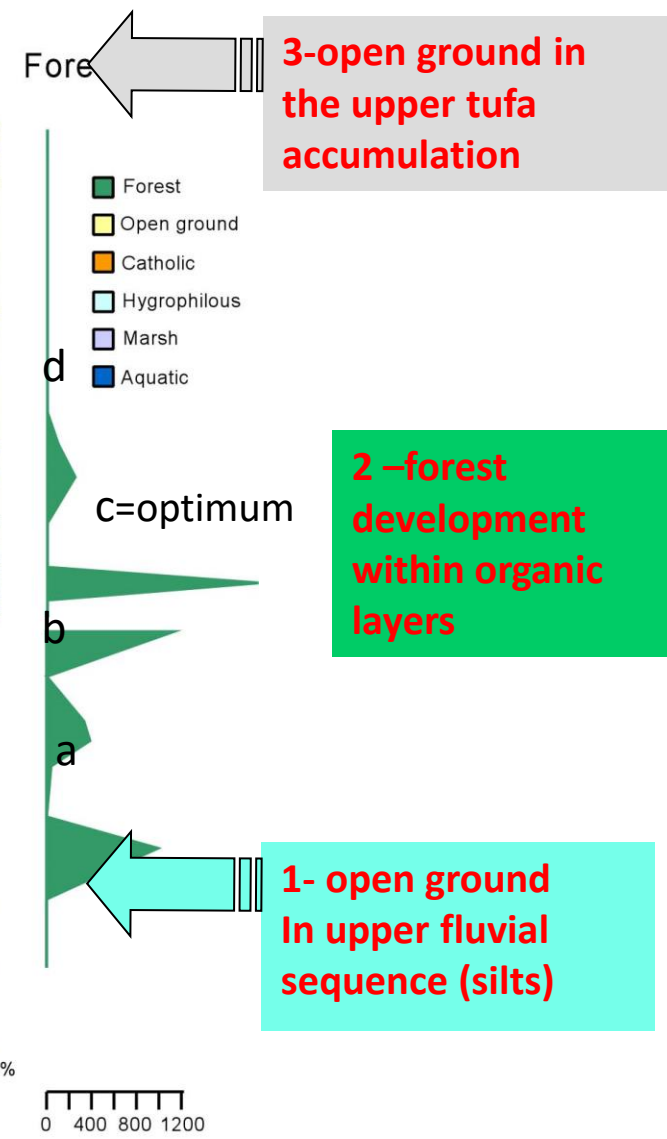 Fore
3-open ground in
the upper tufa
accumulation
Forest
Open ground
Catholic
Hygrophilous
Marsh
Aquatic
d
c=optimum
2 –forest
development
within organic
layers
b
a
1- open ground
In upper fluvial
sequence (silts)
%
0 400 800 1200